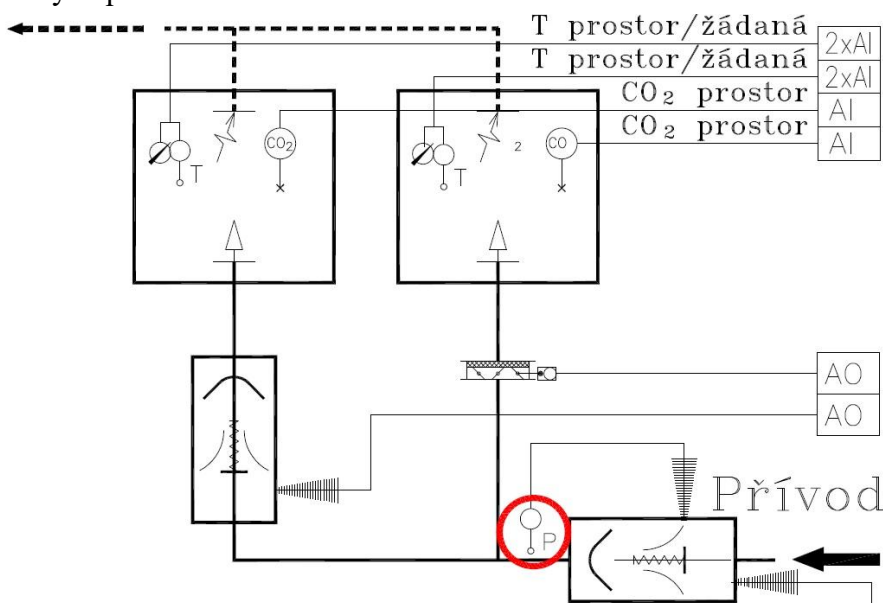 T prostor/žádaná 2xAI
T prostor/žádaná 2xAI
CO₂ prostor AI
CO₂ prostor AI
T CO₂ T 2 CO
AO
AO
P
Přívod